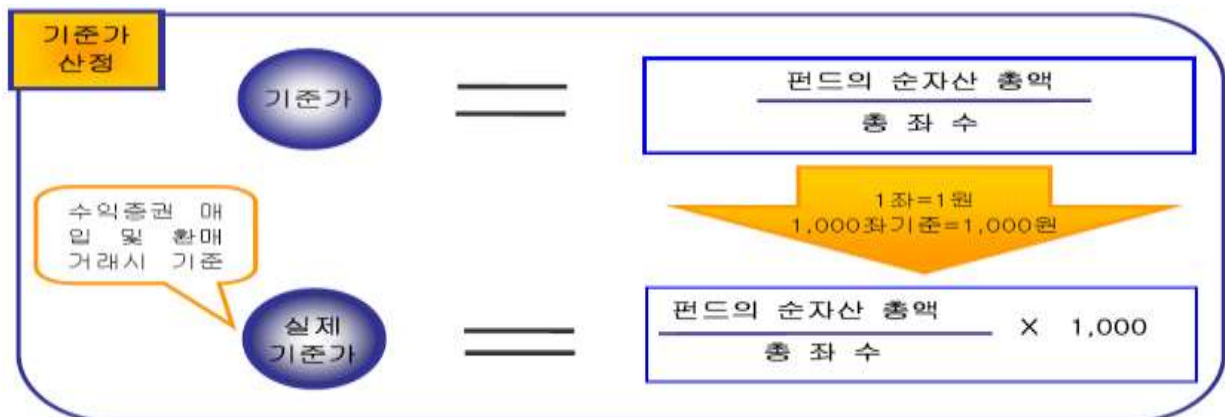 기준가
산정
기준가
펀드의 순자산 총액
총 좌 수
1좌=1원
1,000좌기준=1,000원
수익증권 매
입 및 환매
거래시 기준
실제
기준가
펀드의 순자산 총액
총 좌 수
× 1,000